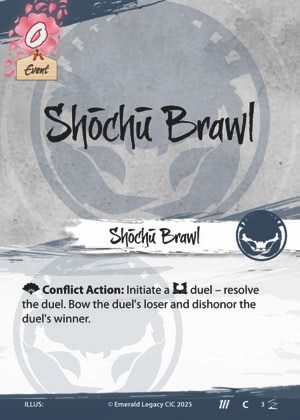 0
Event
Shōchū Brawl
Shōchū Brawl
Conflict Action: Initiate a duel – resolve
the duel. Bow the duel's loser and dishonor the
duel's winner.
ILLUS: © Emerald Legacy CIC 2025 C 3